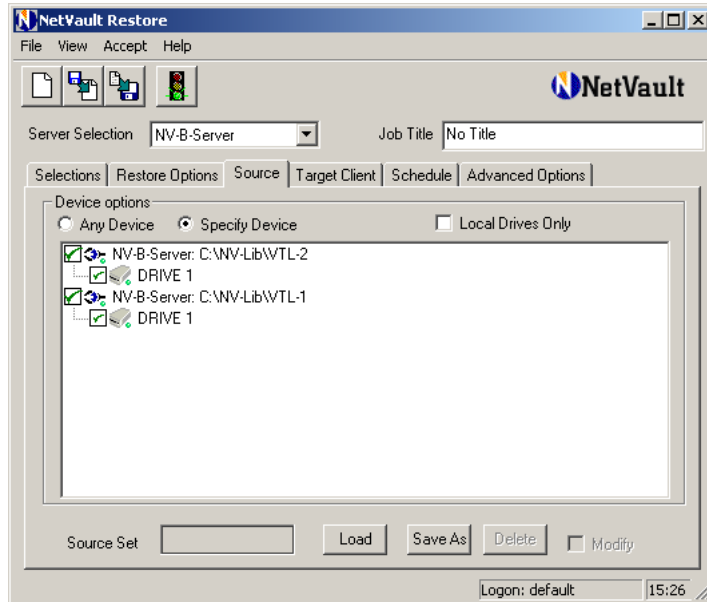 NetVault Restore
File View Accept Help
NetVault
Server Selection NV-B-Server Job Title No Title
Selections Restore Options Source Target Client Schedule Advanced Options
Device options
Any Device Specify Device Local Drives Only
NV-B-Server: C:\NV-Lib\VTL-2
DRIVE 1
NV-B-Server: C:\NV-Lib\VTL-1
DRIVE 1
Source Set Load Save As Delete Modify
Logon: default 15:26